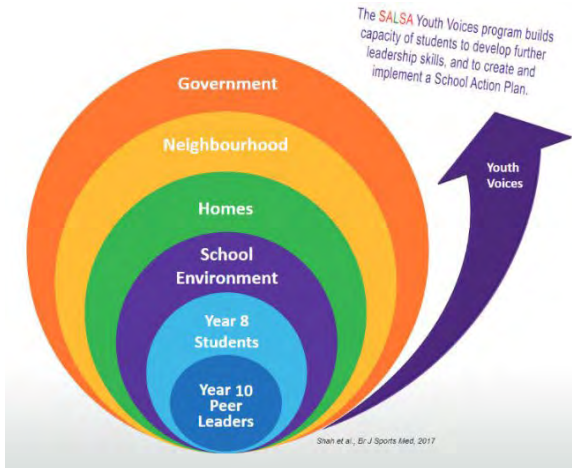 The SALSA Youth Voices program builds
capacity of students to develop further
leadership skills, and to create and
implement a School Action Plan.
Government
Neighbourhood
Youth
Voices
Homes
School
Environment
Year 8
Students
Year 10
Peer
Leaders
Shan et al., Br J Sports Med, 2017